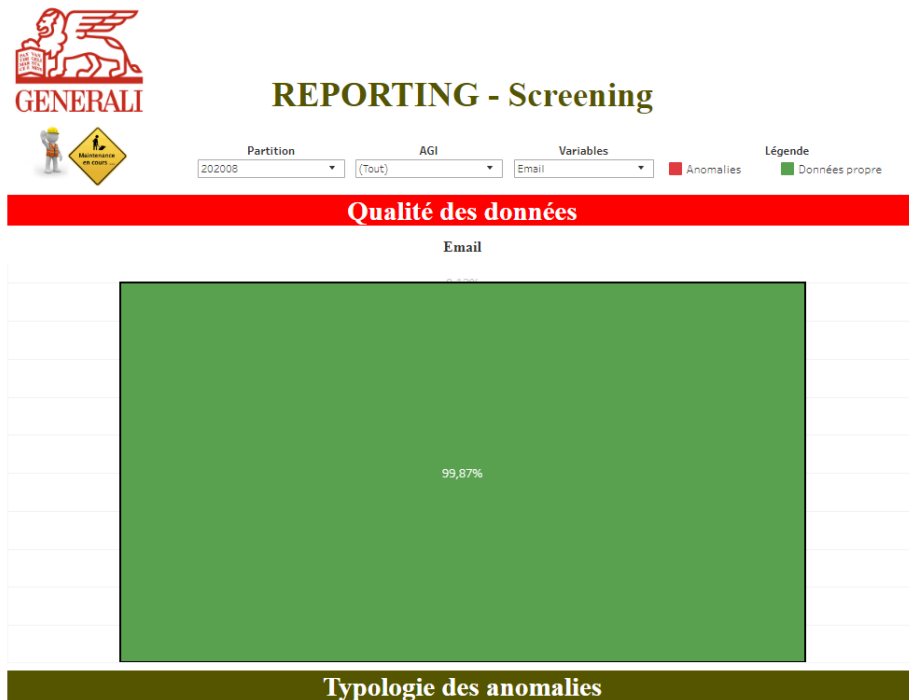 GENERALI
REPORTING - Screening
Maintenance
en cours ...
Partition
AGI
Variables
Légende
202008
(Tout)
Email
Anomalies
Données propre
Qualité des données
Email
99,87%
Typologie des anomalies